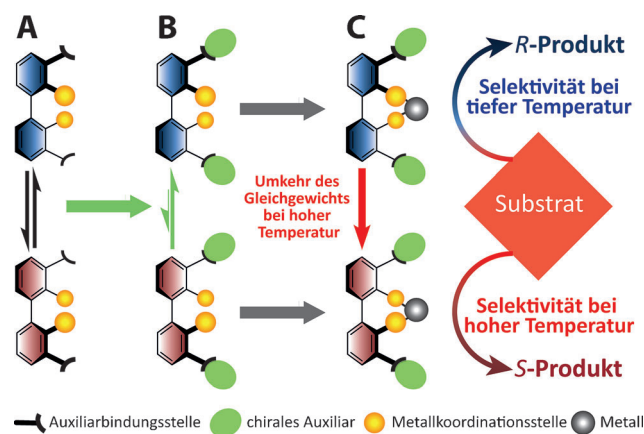 A
B
C
R-Produkt
Selektivität bei
tiefer Temperatur
Umkehr des
Gleichgewichts
bei hoher
Temperatur
Substrat
Selektivität bei
hoher Temperatur
S-Produkt
Auxiliarbindungsstelle chirales Auxiliar Metallkoordinationsstelle Metall